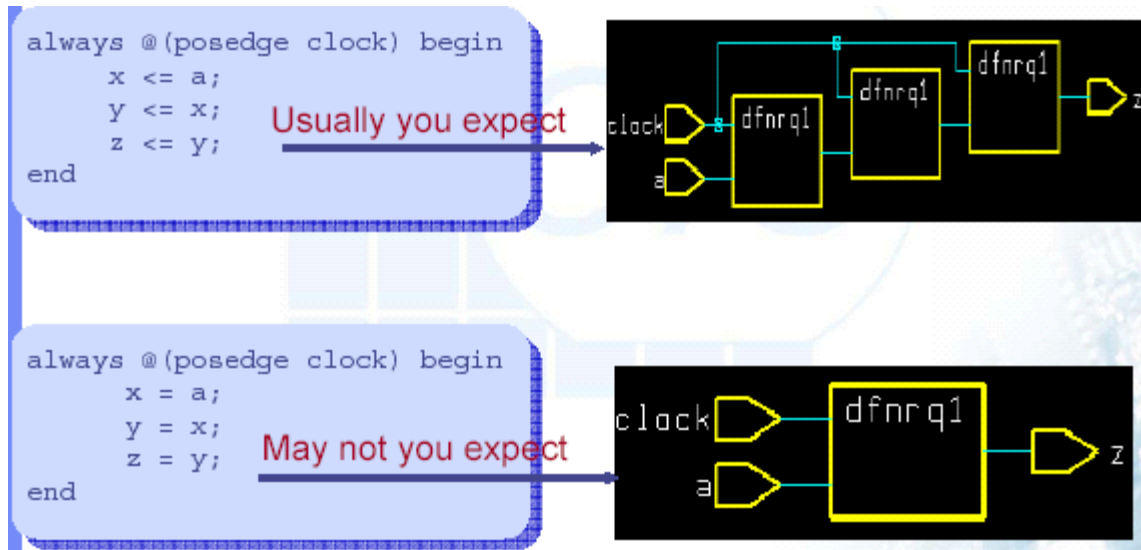 always @(posedge clock) begin
x <= a;
y <= x;
z <= y;
end
Usually you expect
clock
a
dfnrq1
dfnrq1
dfnrq1
z
always @(posedge clock) begin
x = a;
y = x;
z = y;
end
May not you expect
clock
a
dfnrq1
z